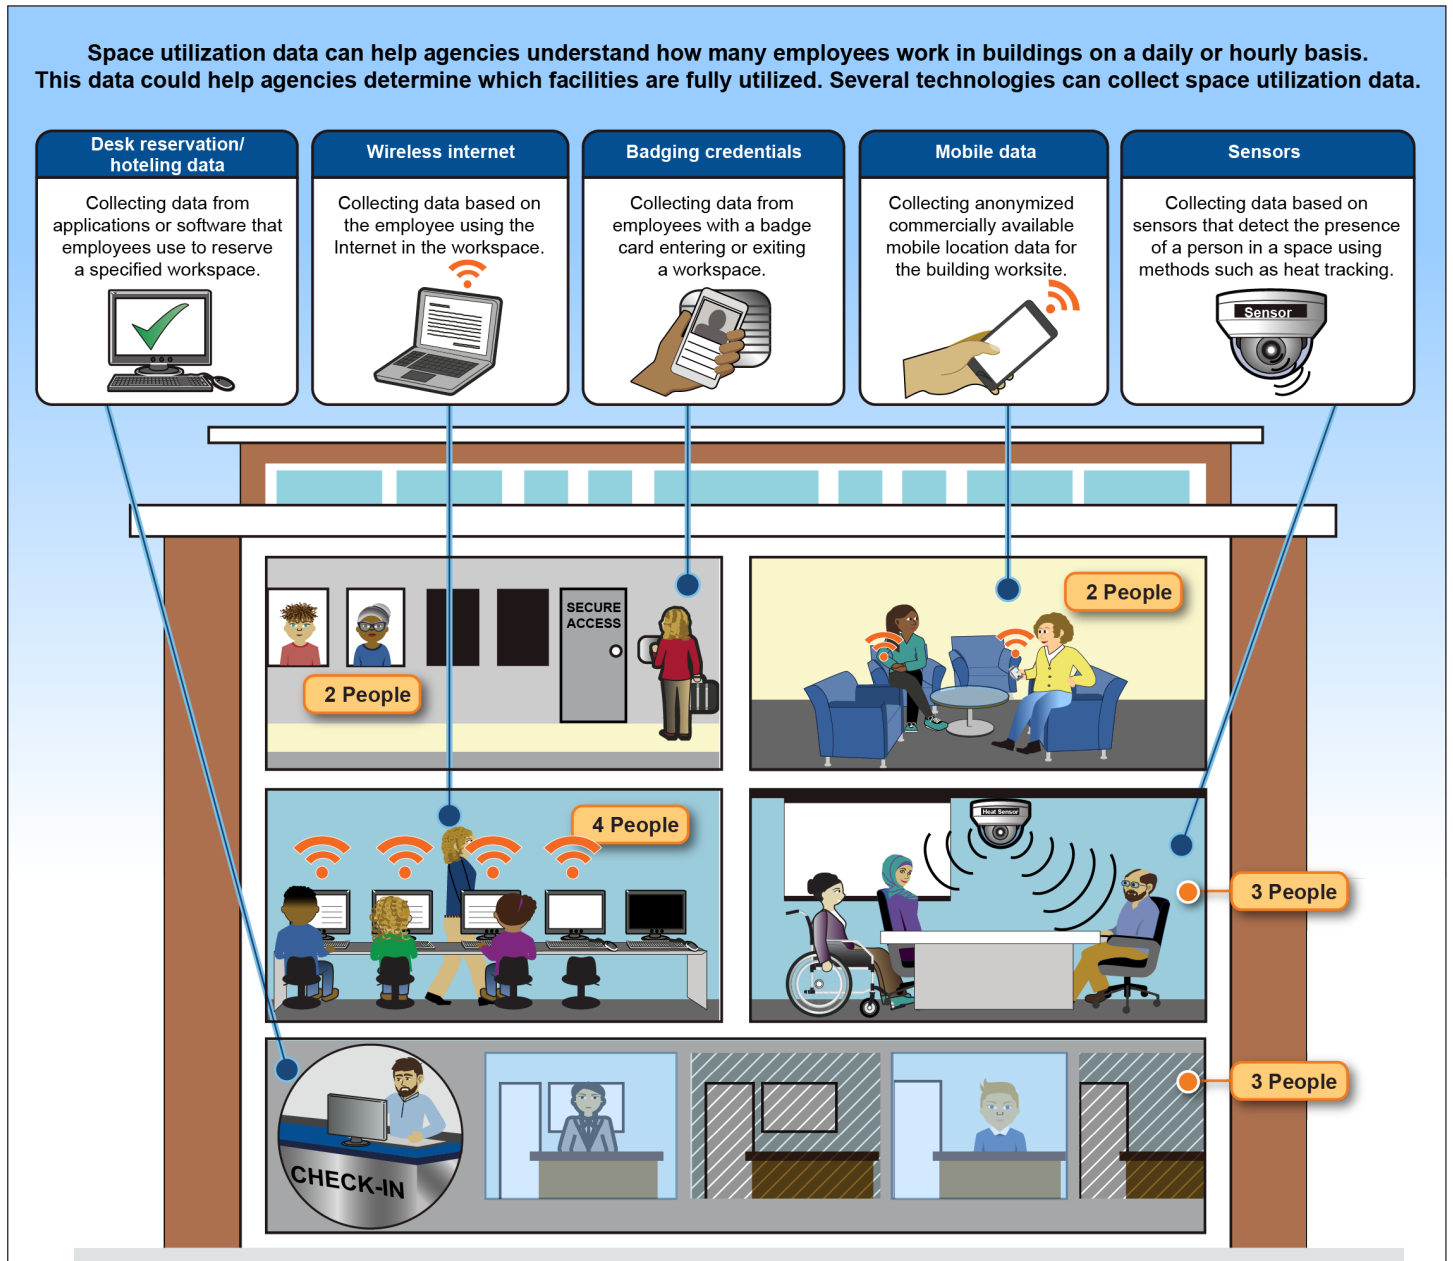 Space utilization data can help agencies understand how many employees work in buildings on a daily or hourly basis.
This data could help agencies determine which facilities are fully utilized. Several technologies can collect space utilization data.
Desk reservation/
hoteling data
Collecting data from
applications or software that
employees use to reserve
a specified workspace.
Wireless internet
Collecting data based on
the employee using the
Internet in the workspace.
Badging credentials
Collecting data from
employees with a badge
card entering or exiting
a workspace.
Mobile data
Collecting anonymized
commercially available
mobile location data for
the building worksite.
Sensors
Collecting data based on
sensors that detect the presence
of a person in a space using
methods such as heat tracking.
Sensor
SECURE
ACCESS
2 People
2 People
4 People
Heat Sensor
3 People
CHECK-IN
3 People